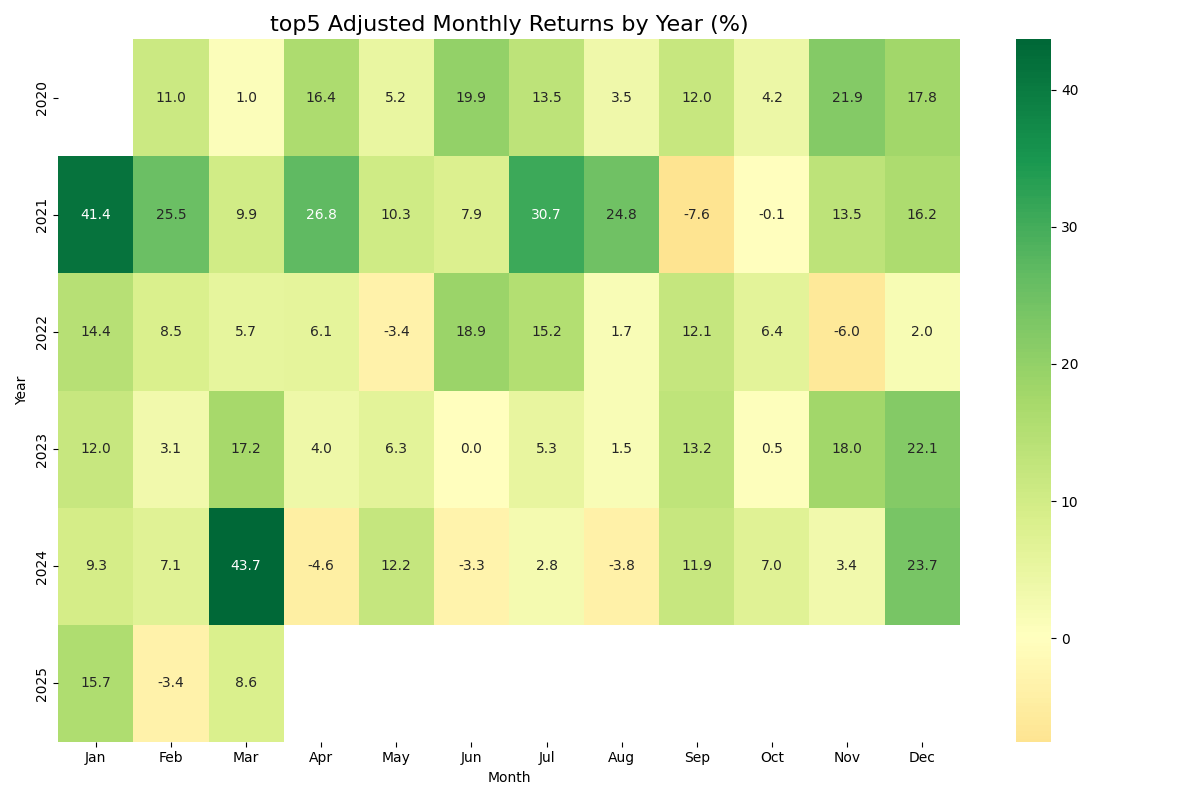 top5 Adjusted Monthly Returns by Year (%)
2020 11.0 1.0 16.4 5.2 19.9 13.5 3.5 12.0 4.2 21.9 17.8
2021 41.4 25.5 9.9 26.8 10.3 7.9 30.7 24.8 -7.6 -0.1 13.5 16.2
2022 14.4 8.5 5.7 6.1 -3.4 18.9 15.2 1.7 12.1 6.4 -6.0 2.0
2023 12.0 3.1 17.2 4.0 6.3 0.0 5.3 1.5 13.2 0.5 18.0 22.1
2024 9.3 7.1 43.7 -4.6 12.2 -3.3 2.8 -3.8 11.9 7.0 3.4 23.7
2025 15.7 -3.4 8.6
Year
Jan Feb Mar Apr May Jun Jul Aug Sep Oct Nov Dec
Month
40
30
20
10
0